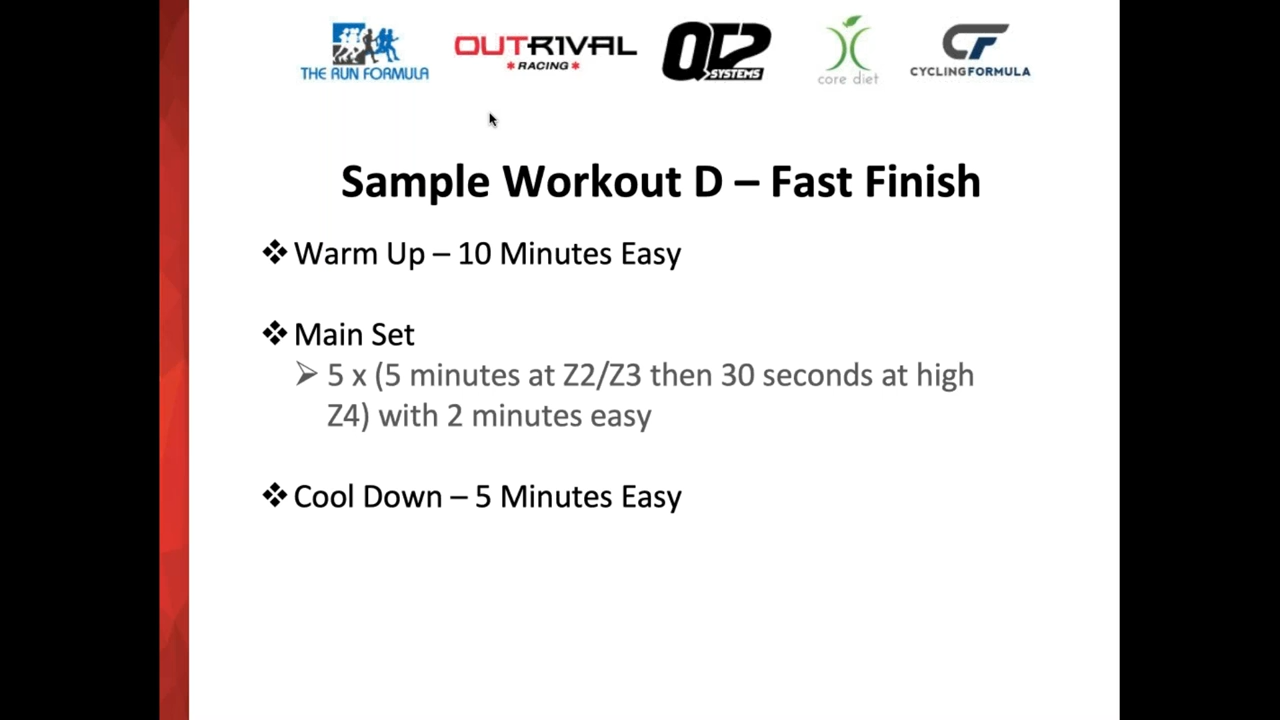 THE RUN FORMULA
OUTR1VAL
RACING
QT2
SYSTEMS
core diet
CF
CYCLINGFORMULA
Sample Workout D – Fast Finish
❖ Warm Up – 10 Minutes Easy
❖ Main Set
➢ 5 x (5 minutes at Z2/Z3 then 30 seconds at high
Z4) with 2 minutes easy
❖ Cool Down – 5 Minutes Easy